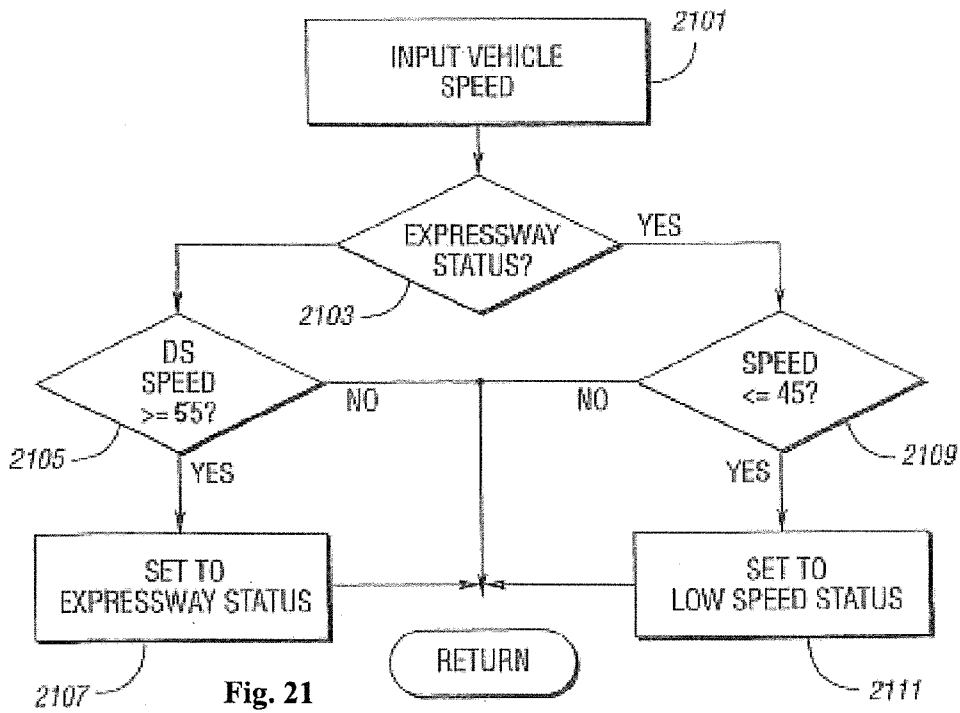 2101
INPUT VEHICLE
SPEED
EXPRESSWAY
STATUS?
YES
2103
DS
SPEED
>= 55?
NO
SPEED
<= 45?
NO
2105
YES
YES
2109
SET TO
EXPRESSWAY STATUS
SET TO
LOW SPEED STATUS
RETURN
2107
Fig. 21
2111